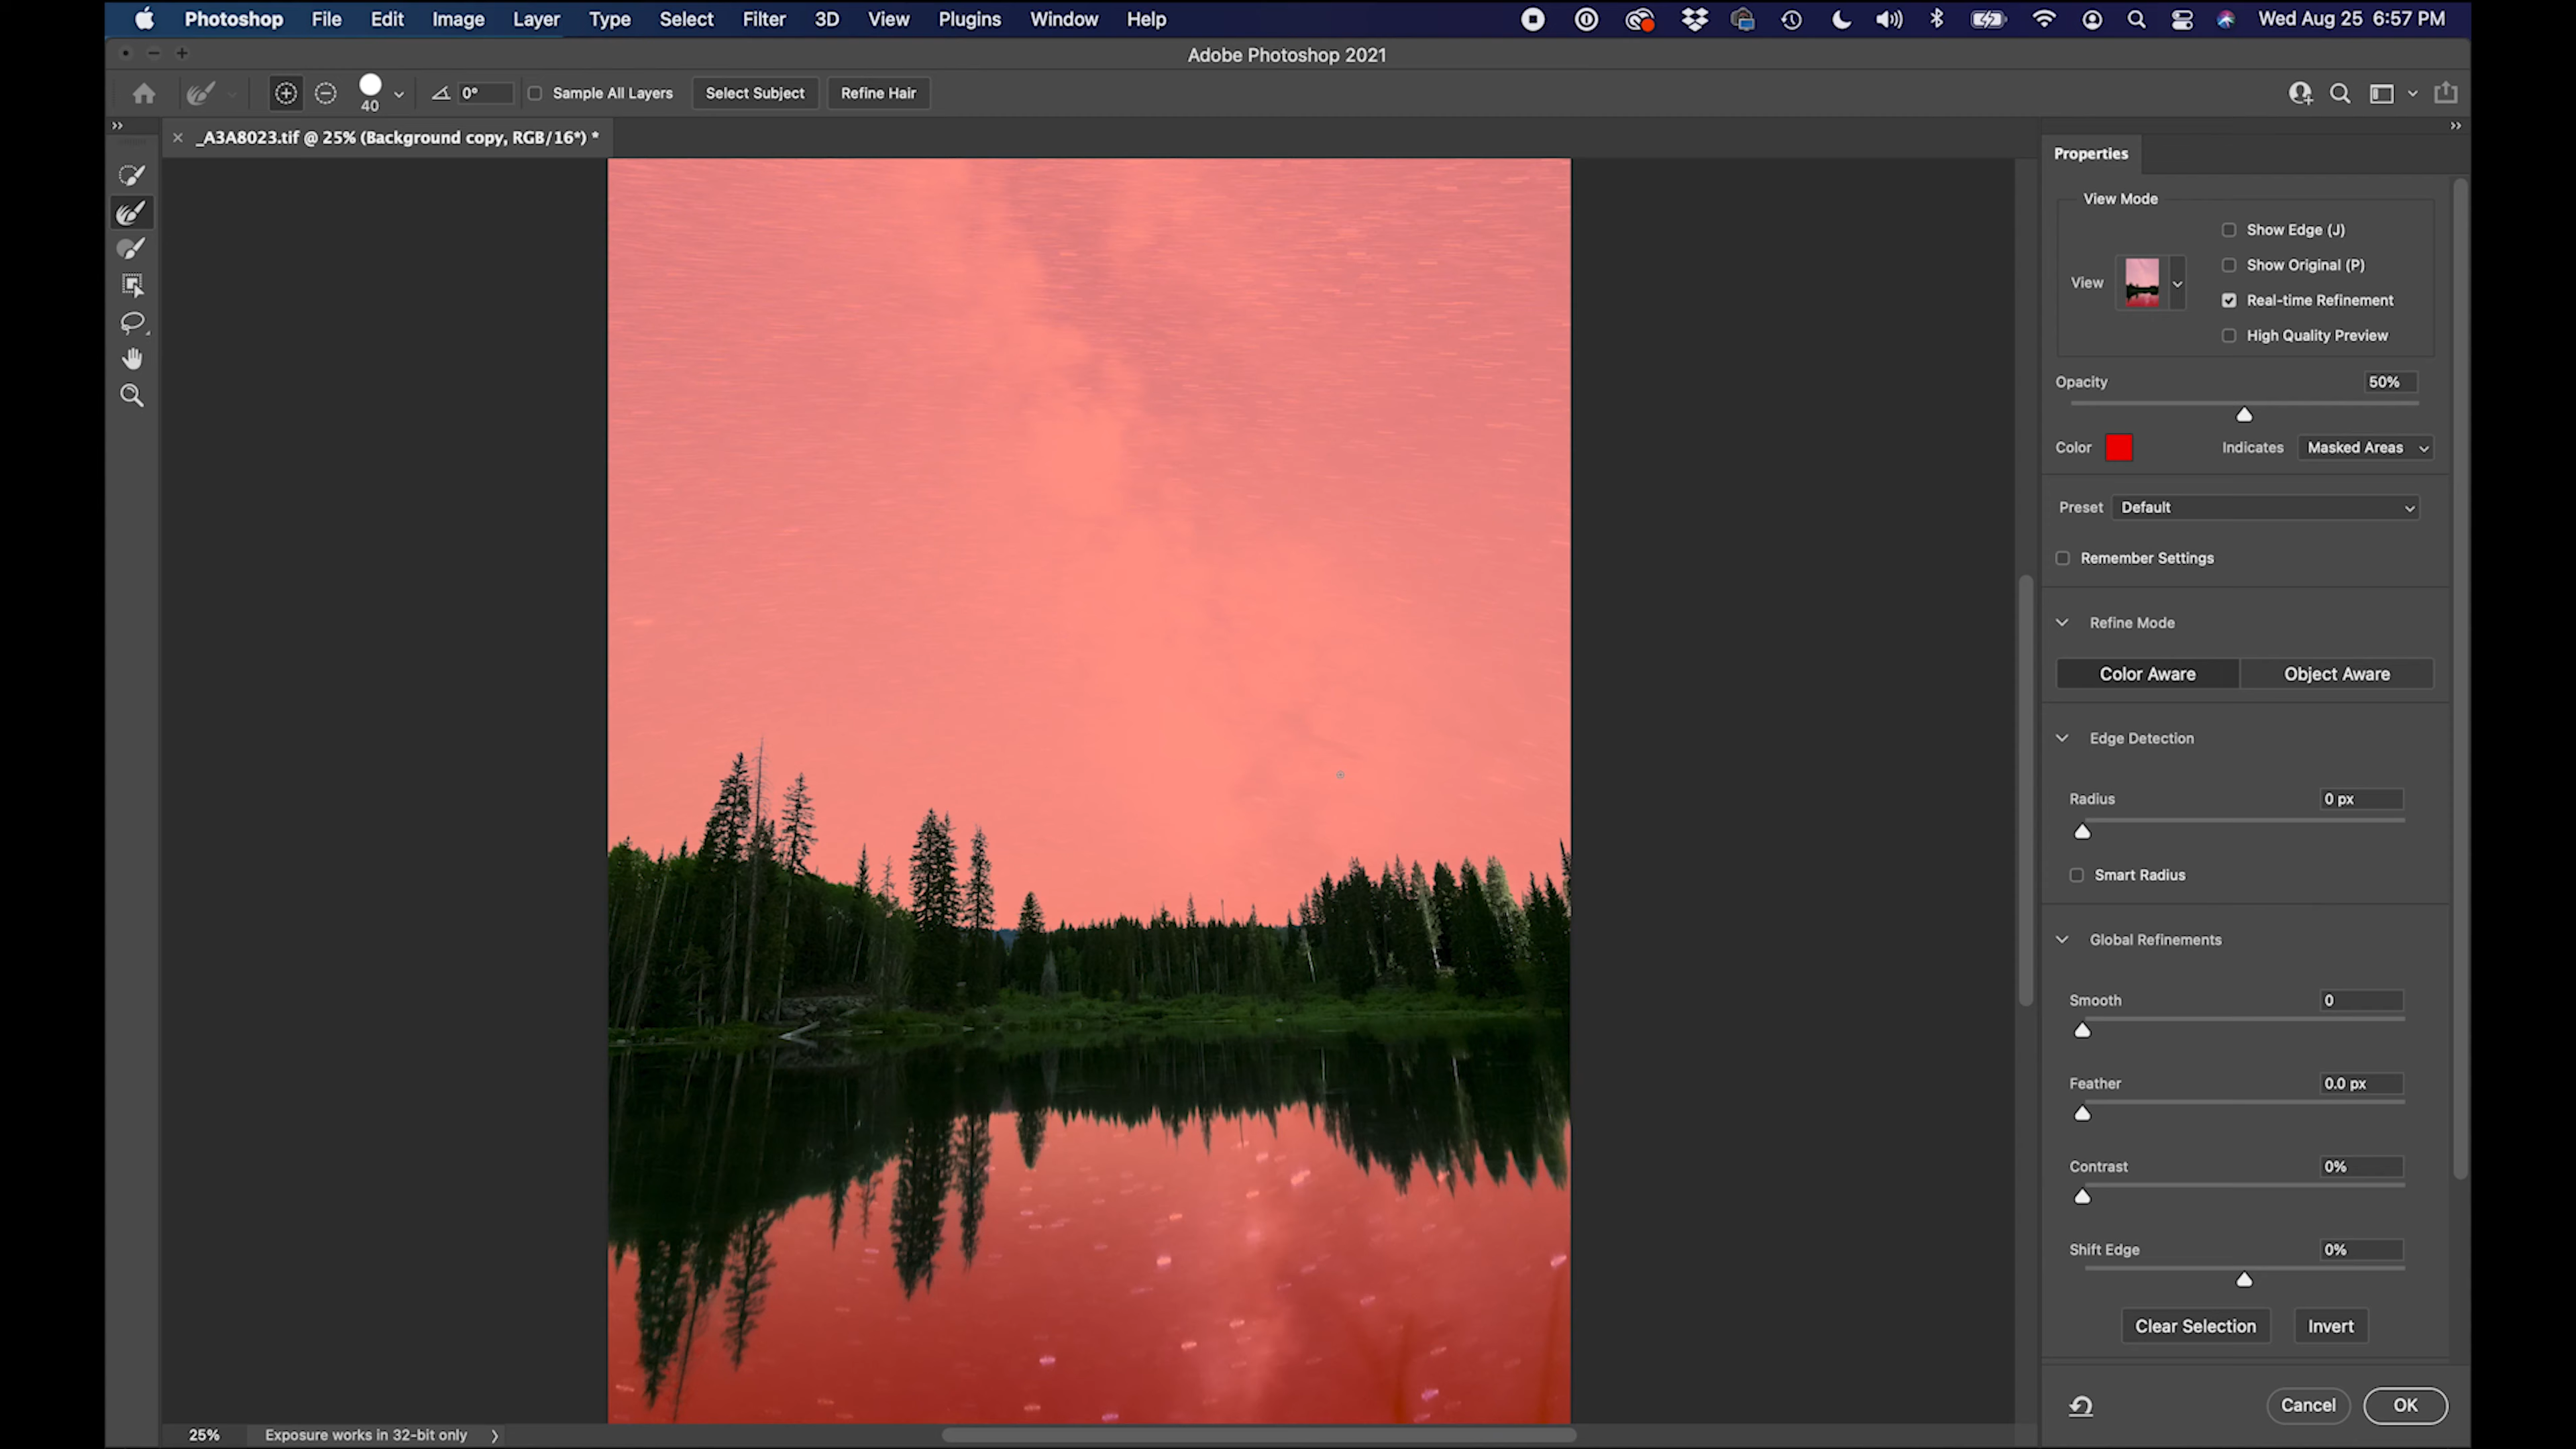 Photoshop File Edit Image Layer Type Select Filter 3D View Plugins Window Help Wed Aug 25 6:57 PM
Adobe Photoshop 2021
40 0° Sample All Layers Select Subject Refine Hair
× _A3A8023.tif @ 25% (Background copy, RGB/16*) *
Properties
View Mode
Show Edge (J)
Show Original (P)
View
Real-time Refinement
High Quality Preview
Opacity 50%
Color Indicates Masked Areas
Preset Default
Remember Settings
Refine Mode
Color Aware Object Aware
Edge Detection
Radius 0 px
Smart Radius
Global Refinements
Smooth 0
Feather 0.0 px
Contrast 0%
Shift Edge 0%
Clear Selection Invert
Cancel OK
25% Exposure works in 32-bit only